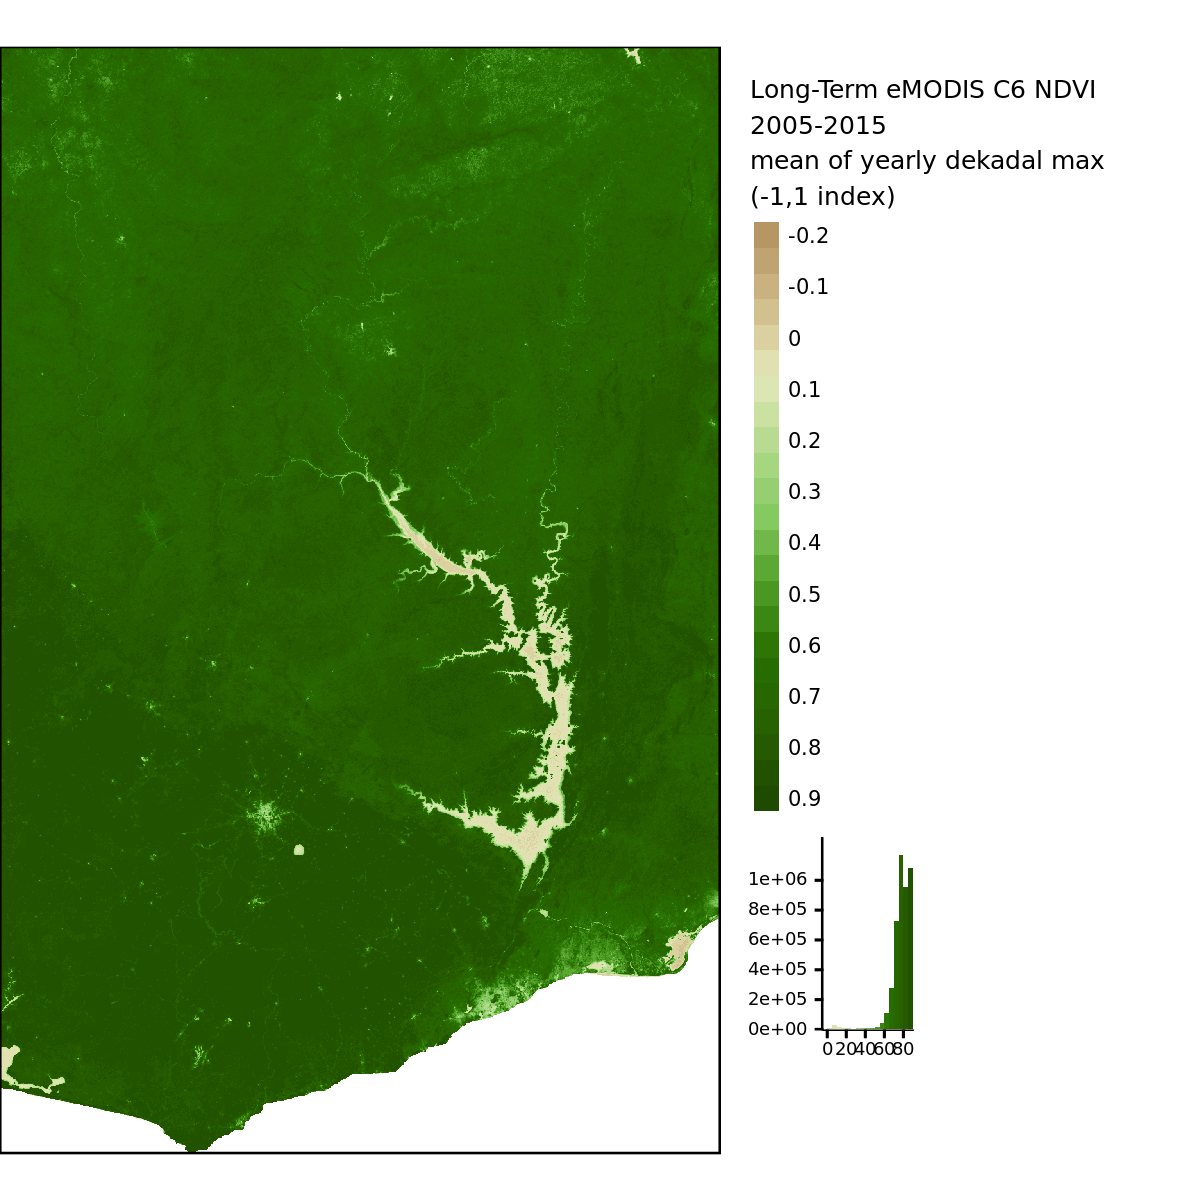 Long-Term eMODIS C6 NDVI
2005-2015
mean of yearly dekadal max
(-1,1 index)
-0.2
-0.1
0
0.1
0.2
0.3
0.4
0.5
0.6
0.7
0.8
0.9
1e+06
8e+05
6e+05
4e+05
2e+05
0e+00
0 20 40 60 80